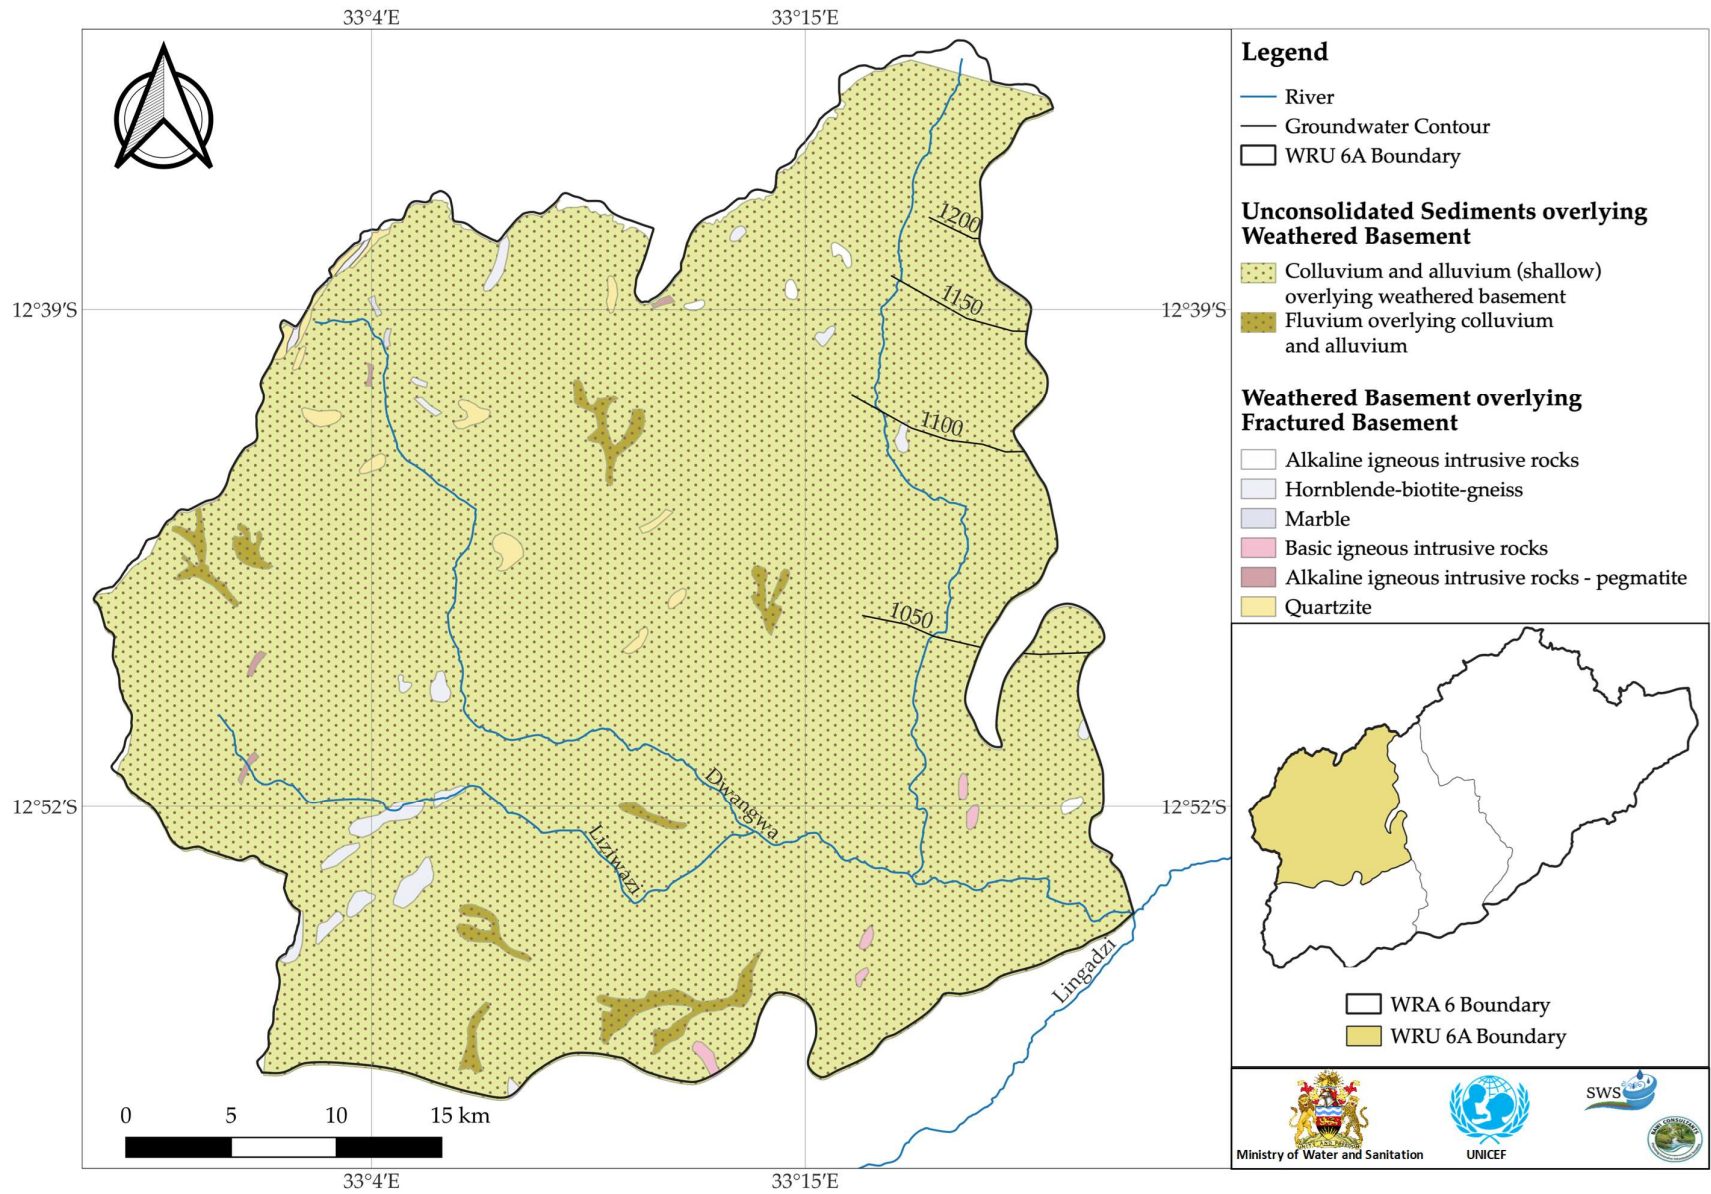 33°4′E
33°15′E
Legend
River
Groundwater Contour
WRU 6A Boundary
Unconsolidated Sediments overlying
Weathered Basement
Colluvium and alluvium (shallow)
overlying weathered basement
Fluvium overlying colluvium
and alluvium
Weathered Basement overlying
Fractured Basement
Alkaline igneous intrusive rocks
Hornblende-biotite-gneiss
Marble
Basic igneous intrusive rocks
Alkaline igneous intrusive rocks - pegmatite
Quartzite
1200
12°39′S
1150
12°39′S
1100
1050
12°52′S
Dwangwa
12°52′S
Liziwazi
Lingadzi
WRA 6 Boundary
WRU 6A Boundary
0 5 10 15 km
SWS
Ministry of Water and Sanitation
UNICEF
33°4′E
33°15′E